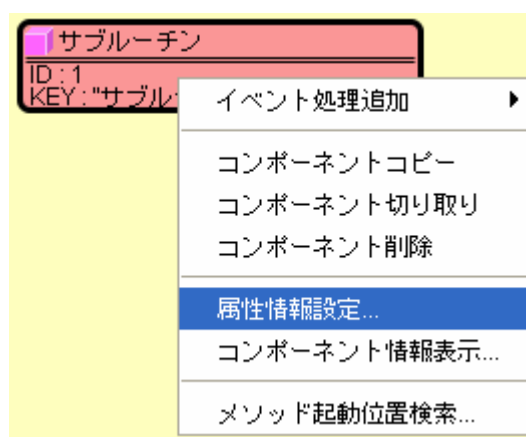 サブルーチン
ID:1
KEY:"サブル
イベント処理追加
コンポーネントコピー
コンポーネント切り取り
コンポーネント削除
属性情報設定...
コンポーネント情報表示...
メソッド起動位置検索...